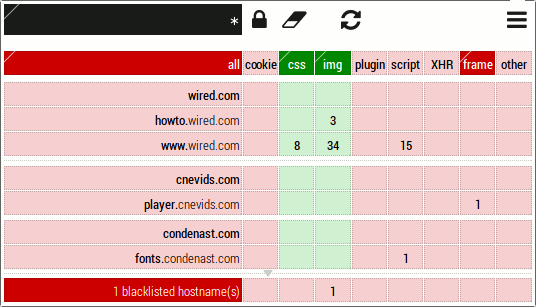 *
all cookie css img plugin script XHR frame other
wired.com
howto.wired.com 3
www.wired.com 8 34 15
cnevids.com
player.cnevids.com 1
condenast.com
fonts.condenast.com 1
1 blacklisted hostname(s) 1